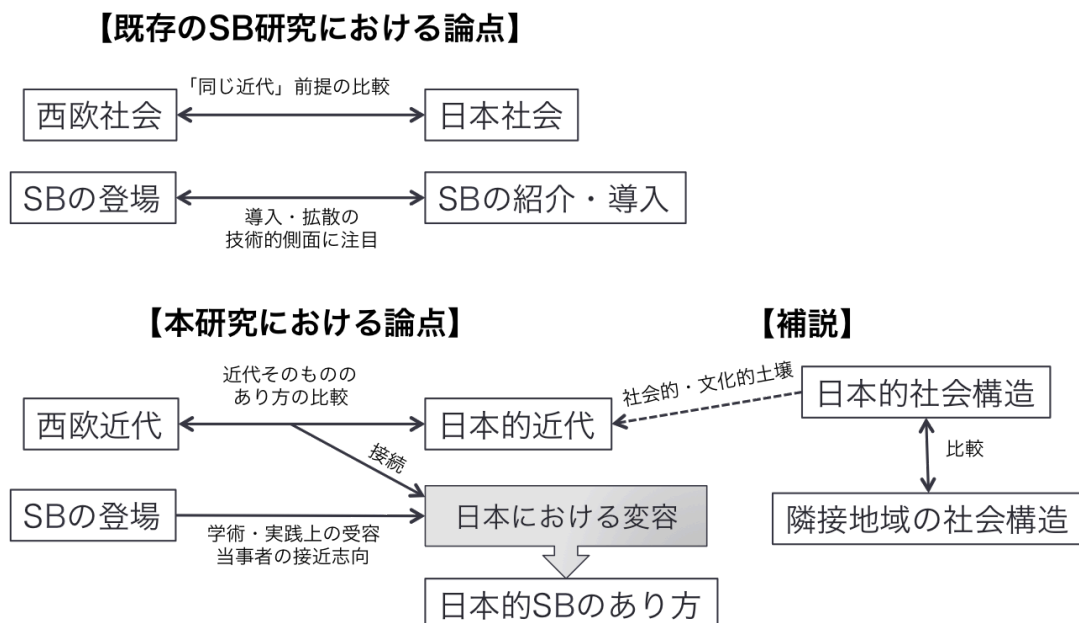 【既存のSB研究における論点】
「同じ近代」前提の比較
西欧社会
日本社会
SBの登場
SBの紹介・導入
導入・拡散の
技術的側面に注目
【本研究における論点】
【補説】
近代そのものの
あり方の比較
西欧近代
日本的近代
社会的・文化的土壌
日本的社会構造
接続
比較
SBの登場
学術・実践上の受容
当事者の接近志向
日本における変容
隣接地域の社会構造
日本的SBのあり方